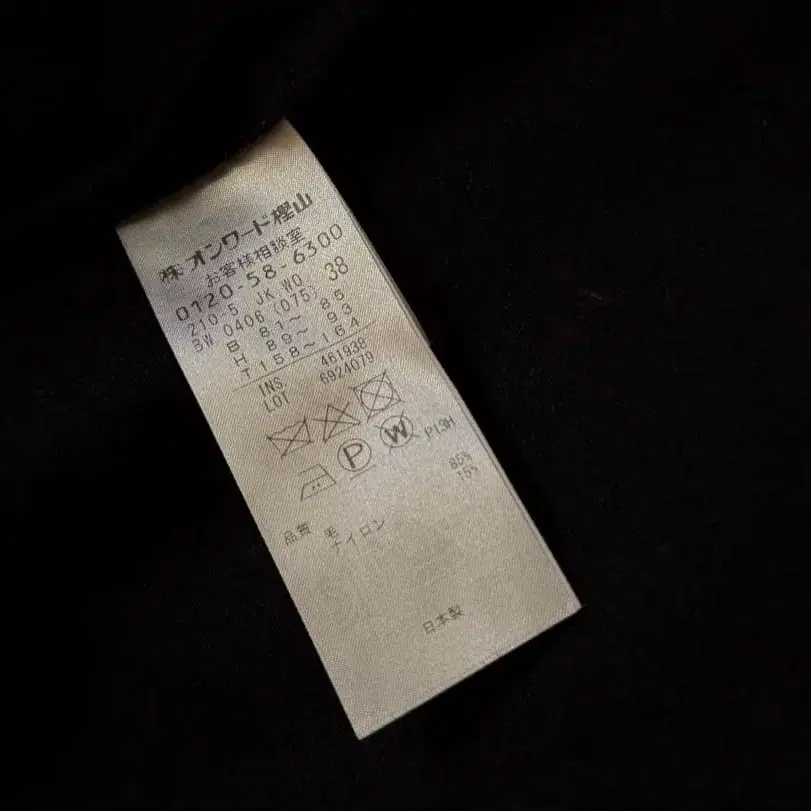 ㈱オンワード樫山
お客様相談室
0120-58-6300
210-5 JK WO 38
BW 0406 (075)
B 81～ 85
H 89～ 93
T 158～164
INS. 461938
LOT 6924079
P W P13H
品質 毛 85%
ナイロン 15%
日本製